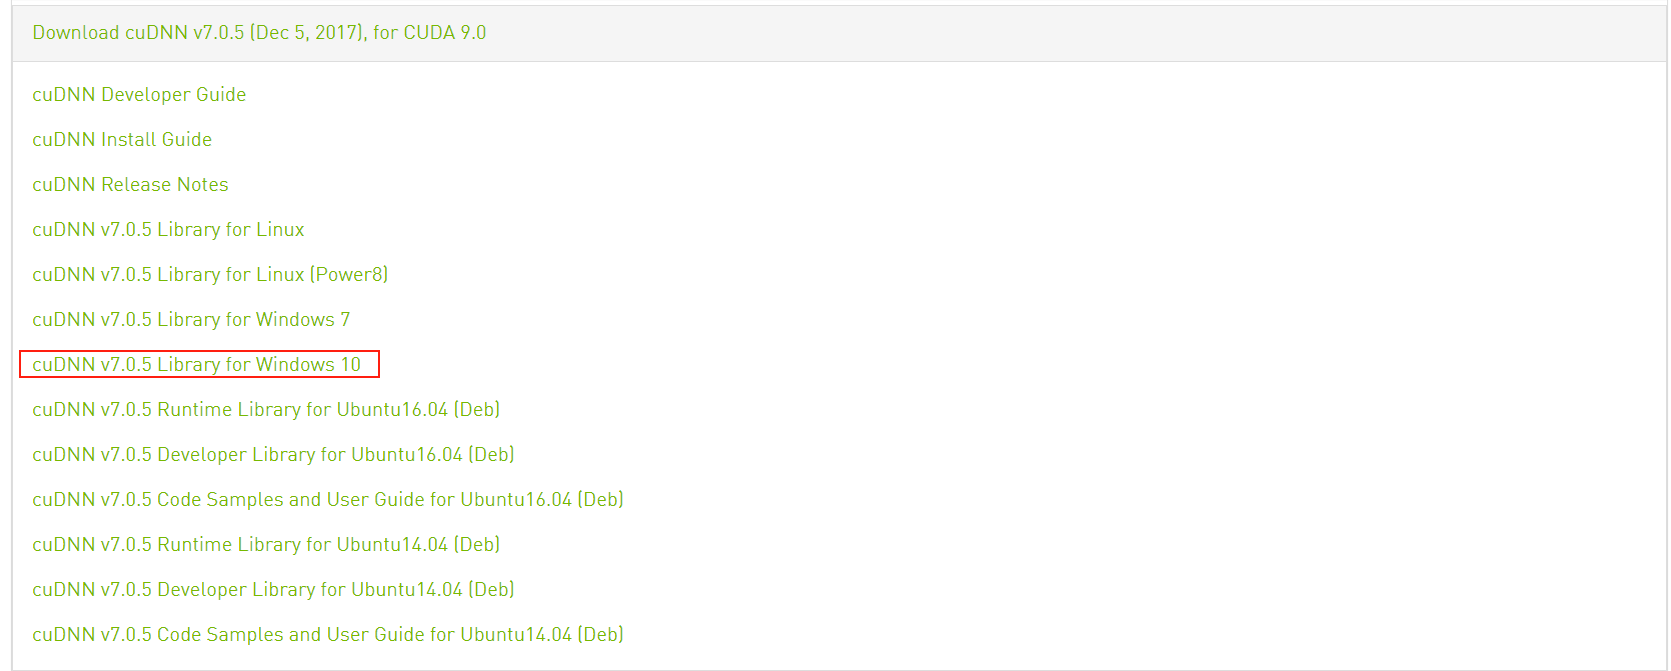 Download cuDNN v7.0.5 (Dec 5, 2017), for CUDA 9.0
cuDNN Developer Guide
cuDNN Install Guide
cuDNN Release Notes
cuDNN v7.0.5 Library for Linux
cuDNN v7.0.5 Library for Linux (Power8)
cuDNN v7.0.5 Library for Windows 7
cuDNN v7.0.5 Library for Windows 10
cuDNN v7.0.5 Runtime Library for Ubuntu16.04 (Deb)
cuDNN v7.0.5 Developer Library for Ubuntu16.04 (Deb)
cuDNN v7.0.5 Code Samples and User Guide for Ubuntu16.04 (Deb)
cuDNN v7.0.5 Runtime Library for Ubuntu14.04 (Deb)
cuDNN v7.0.5 Developer Library for Ubuntu14.04 (Deb)
cuDNN v7.0.5 Code Samples and User Guide for Ubuntu14.04 (Deb)